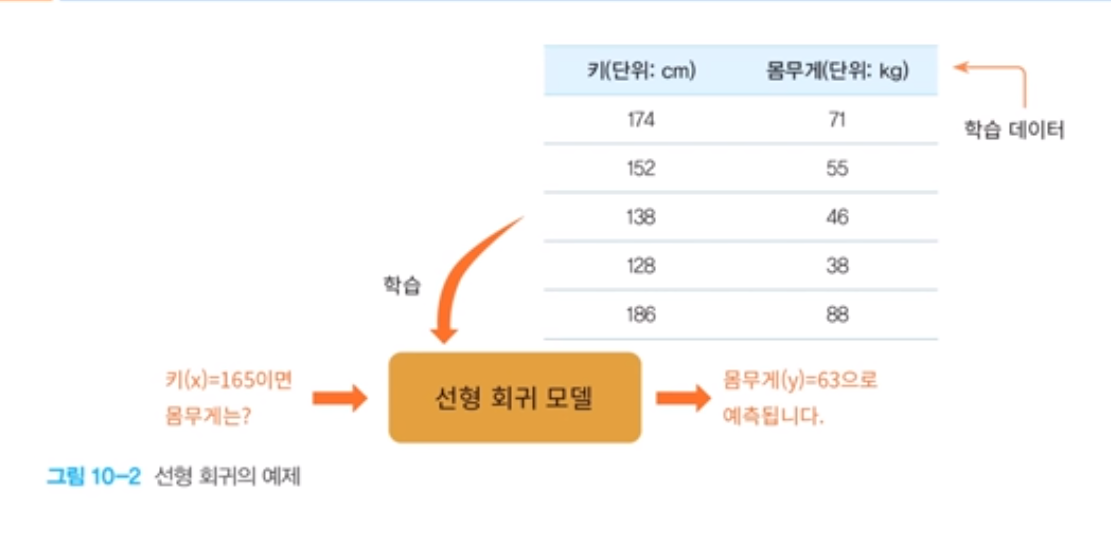 키(단위: cm) 몸무게(단위: kg)
174 71
152 55
138 46
128 38
186 88
학습 데이터
학습
키(x)=165이면
몸무게는?
선형 회귀 모델
몸무게(y)=63으로
예측됩니다.
그림 10-2 선형 회귀의 예제